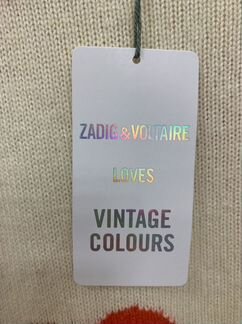 ZADIG & VOLTAIRE
LOVES
VINTAGE
COLOURS